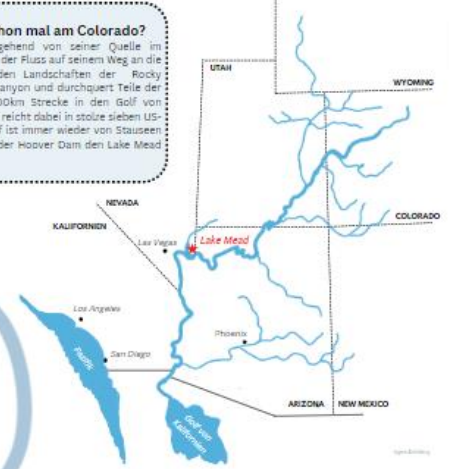 hon mal am Colorado?
gehend von seiner Quelle im
der Fluss auf seinem Weg an die
den Landschaften der Rocky
anyon und durchquert Teile der
00km Strecke in den Golf von
reicht dabei in stolze sieben US-
f ist immer wieder von Stauseen
der Hoover Dam den Lake Mead
UTAH
WYOMING
NEVADA
KALIFORNIEN
COLORADO
Las Vegas
Lake Mead
Los Angeles
Phoenix
Pazific
San Diego
ARIZONA
NEW MEXICO
Golf von
Kalifornien